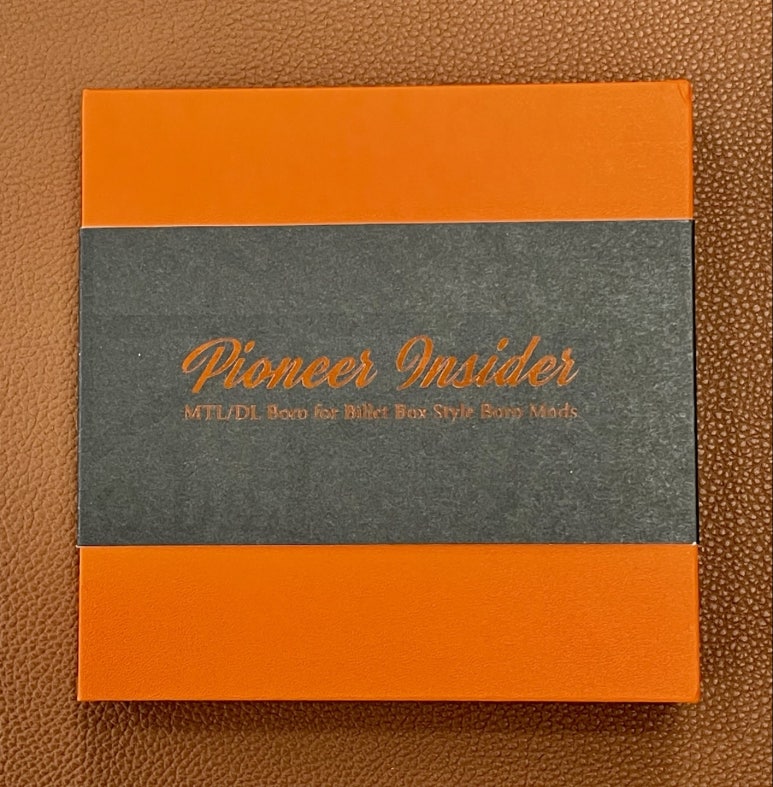 Pioneer Insider
MTL/DL Boro for Billet Box Style Boro Mods